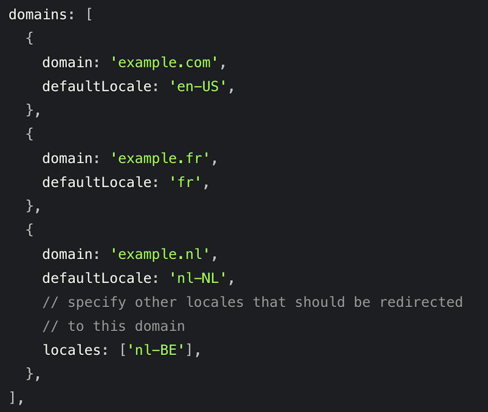 domains: [
  {
    domain: 'example.com',
    defaultLocale: 'en-US',
  },
  {
    domain: 'example.fr',
    defaultLocale: 'fr',
  },
  {
    domain: 'example.nl',
    defaultLocale: 'nl-NL',
    // specify other locales that should be redirected
    // to this domain
    locales: ['nl-BE'],
  },
],